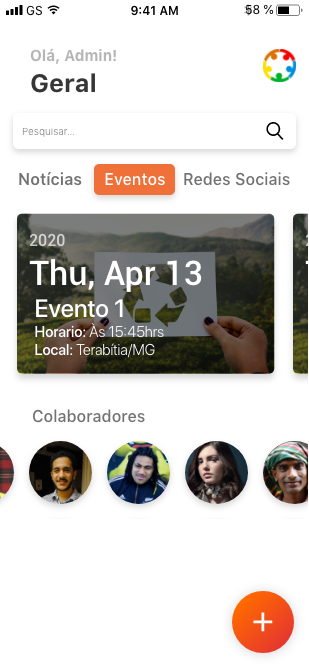 GS 9:41 AM 58 %
Olá, Admin!
Geral
Pesquisar...
Notícias Eventos Redes Sociais
2020
Thu, Apr 13
Evento 1
Horario: Às 15:45hrs
Local: Terabítia/MG
Colaboradores